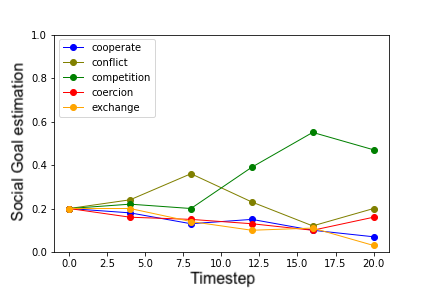 1.0
0.8
0.6
0.4
0.2
0.0
Social Goal estimation
cooperate
conflict
competition
coercion
exchange
0.0 2.5 5.0 7.5 10.0 12.5 15.0 17.5 20.0
Timestep